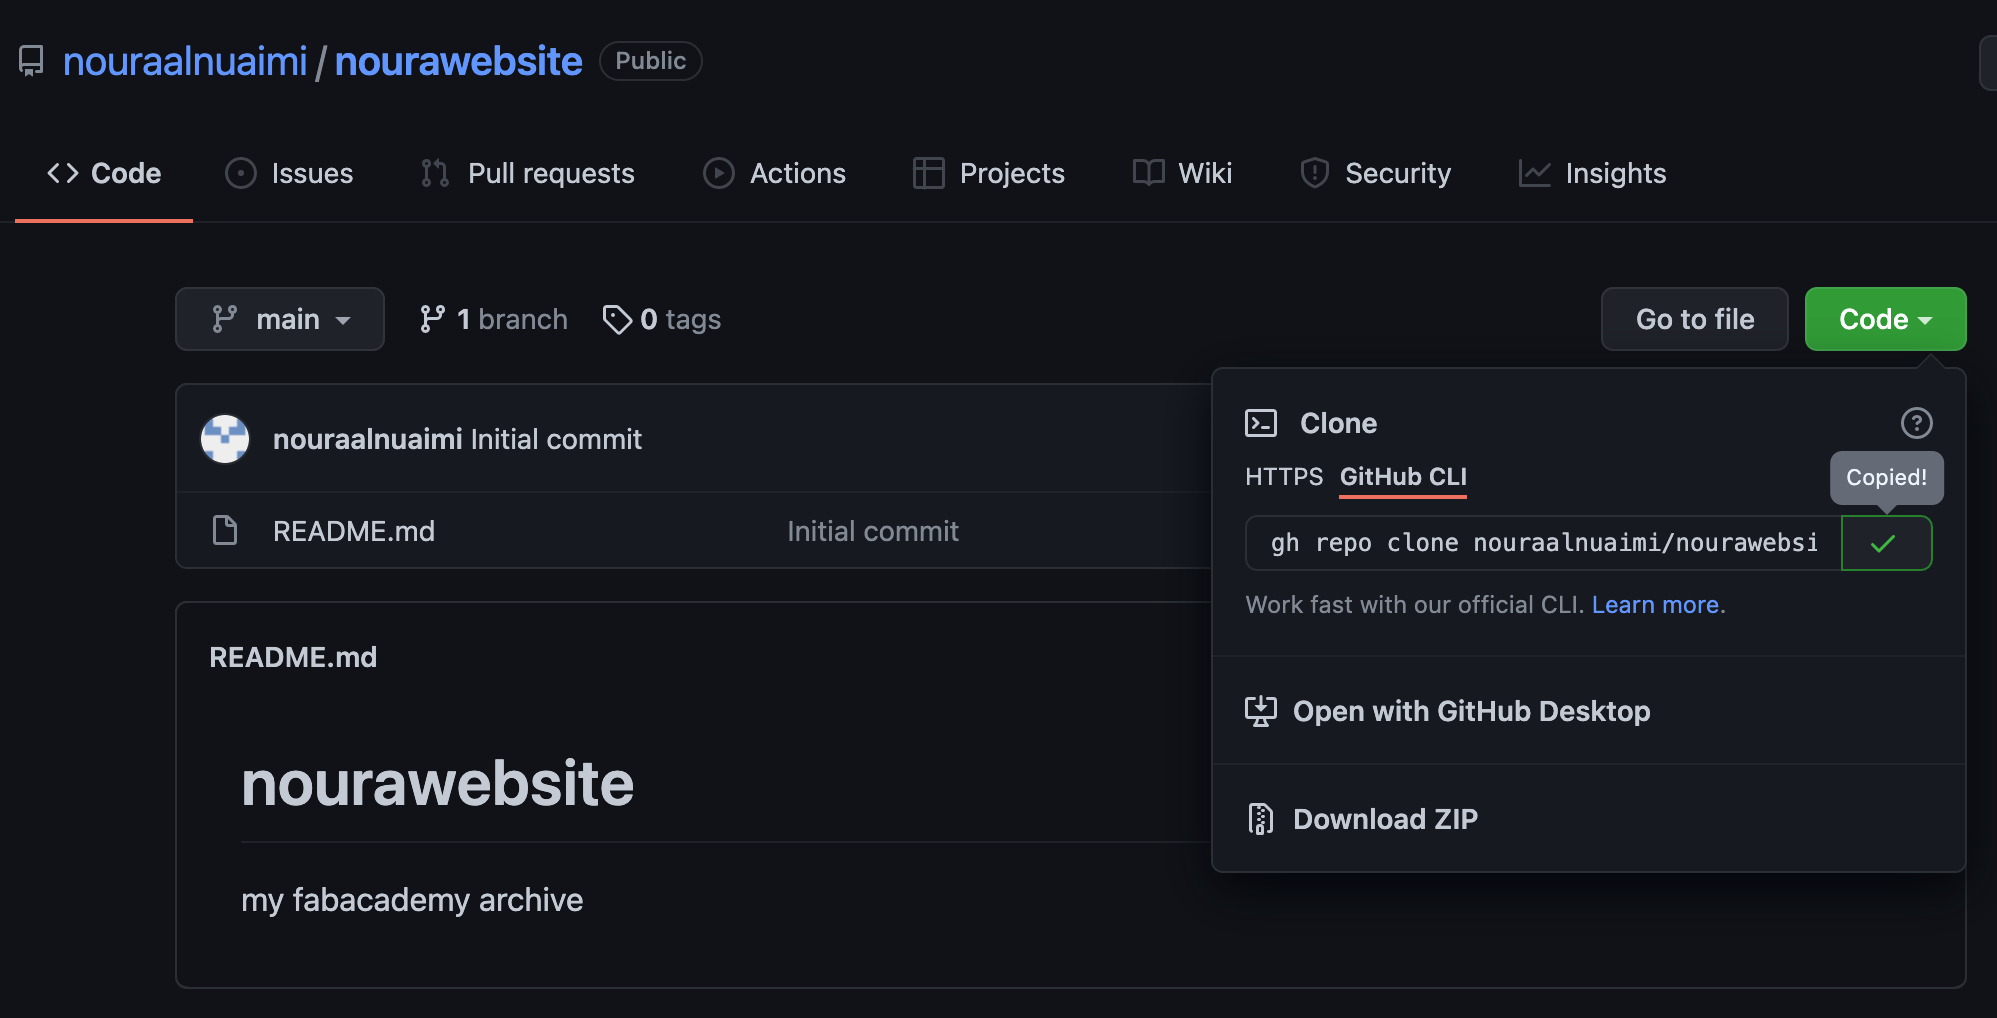 nouraalnuaimi / nourawebsite Public
Code Issues Pull requests Actions Projects Wiki Security Insights
main 1 branch 0 tags Go to file Code
nouraalnuaimi Initial commit
README.md Initial commit
Clone
HTTPS GitHub CLI
Copied!
gh repo clone nouraalnuaimi/nourawebsi
Work fast with our official CLI. Learn more.
Open with GitHub Desktop
Download ZIP
README.md
nourawebsite
my fabacademy archive